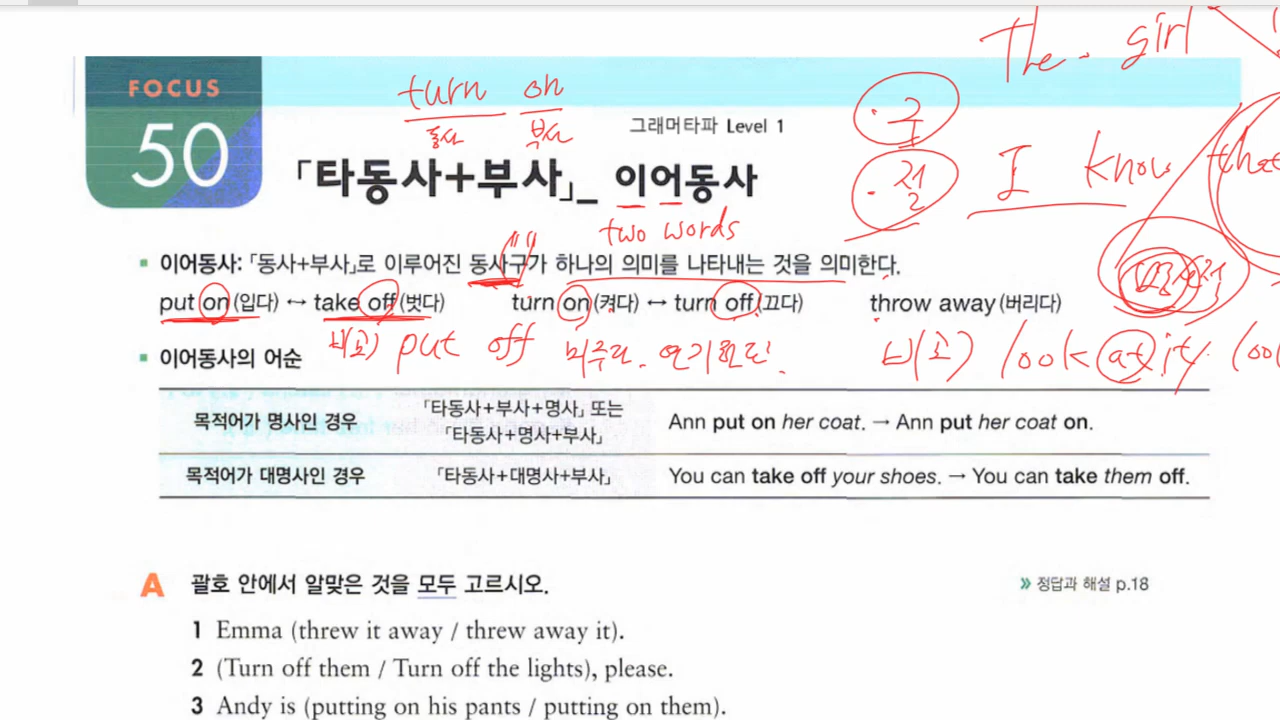 The. girl
FOCUS
turn on
50
동사 부사
그래머타파 Level 1
주
「타동사+부사」_ 이어동사
전
I know that
two words
이어동사: 「동사+부사」로 이루어진 동사구가 하나의 의미를 나타내는 것을 의미한다.
put on (입다) ↔ take off (벗다) turn on (켜다) ↔ turn off (끄다) throw away (버리다)
이어동사의 어순
비교) put off 미루다. 연기한다.
비교) look at it
목적어가 명사인 경우 「타동사+부사+명사」 또는
「타동사+명사+부사」 Ann put on her coat. → Ann put her coat on.
목적어가 대명사인 경우 「타동사+대명사+부사」 You can take off your shoes. → You can take them off.
A 괄호 안에서 알맞은 것을 모두 고르시오.
» 정답과 해설 p.18
1 Emma (threw it away / threw away it).
2 (Turn off them / Turn off the lights), please.
3 Andy is (putting on his pants / putting on them).